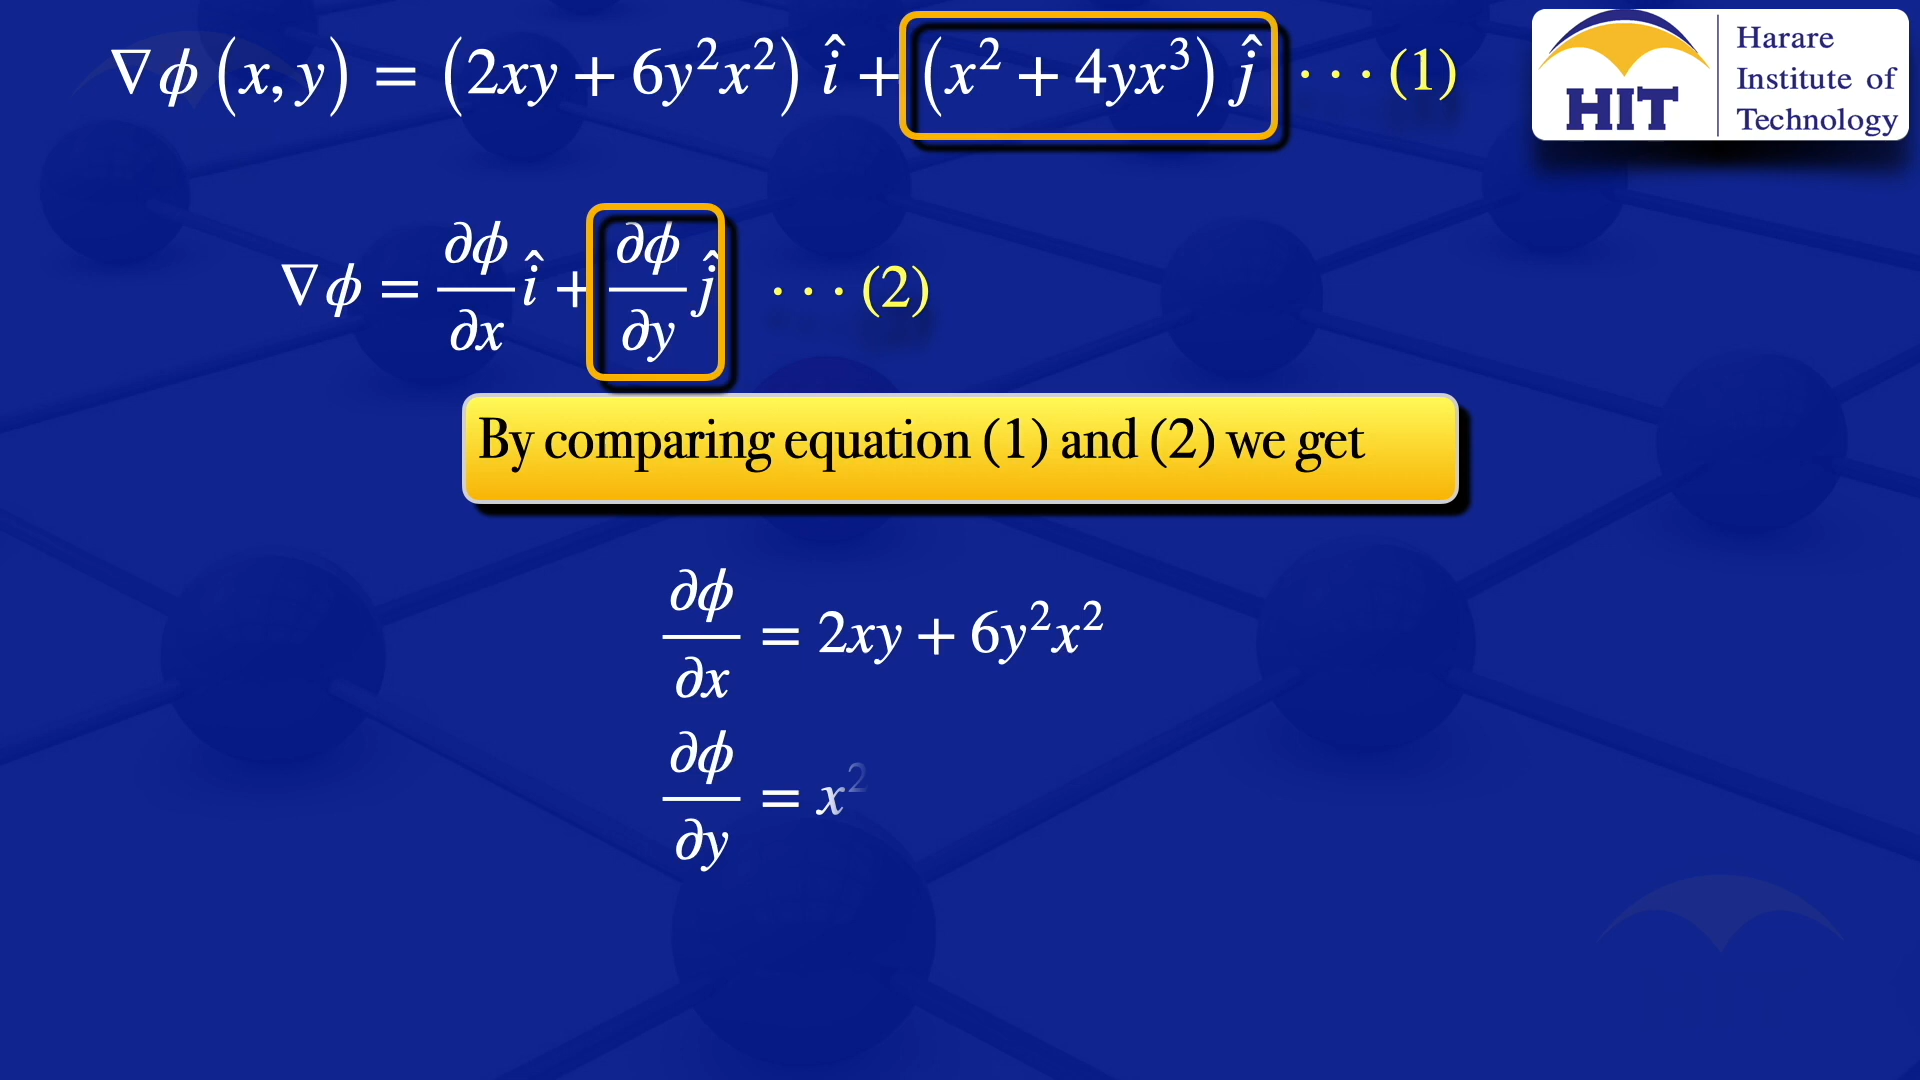 ∇ϕ(x, y) = (2xy + 6y²x²) î + (x² + 4yx³) ĵ ⋅ ⋅ ⋅ (1)
HIT
Harare
Institute of
Technology
∇ϕ = ∂ϕ/∂x î + ∂ϕ/∂y ĵ ⋅ ⋅ ⋅ (2)
By comparing equation (1) and (2) we get
∂ϕ/∂x = 2xy + 6y²x²
∂ϕ/∂y = x²